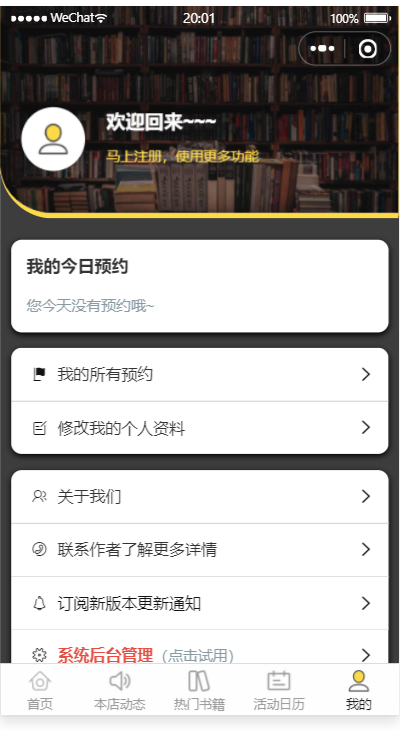 WeChat 20:01 100%
欢迎回来~~~
马上注册，使用更多功能
我的今日预约
您今天没有预约哦~
我的所有预约
修改我的个人资料
关于我们
联系作者了解更多详情
订阅新版本更新通知
系统后台管理（点击试用）
首页 本店动态 热门书籍 活动日历 我的